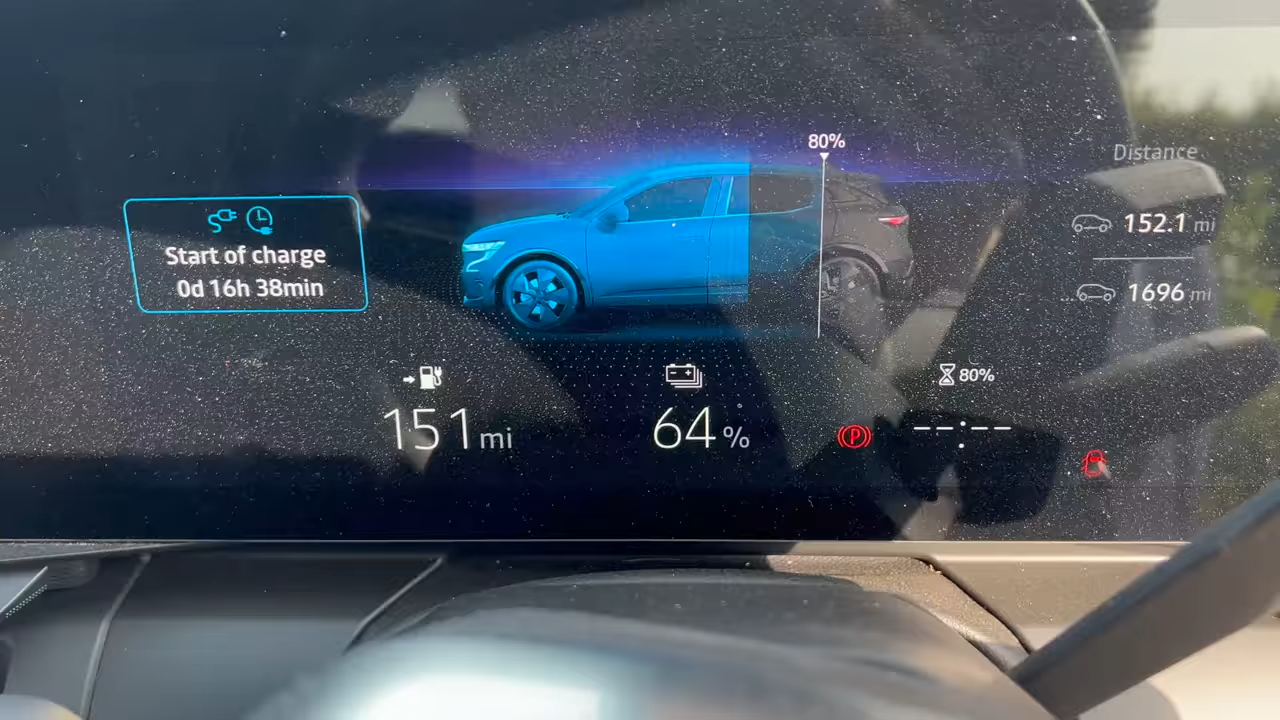 80%
Distance
152.1 mi
1696 mi
Start of charge
0d 16h 38min
80%
151 mi
64 %
P
--:--